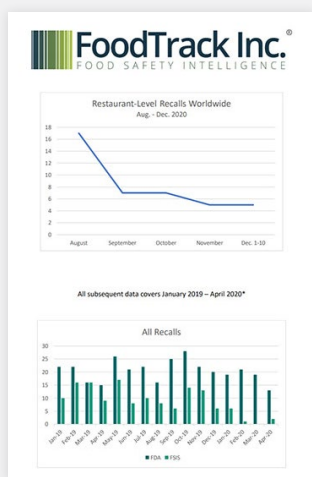 FoodTrack Inc.®
FOOD SAFETY INTELLIGENCE
Restaurant-Level Recalls Worldwide
Aug. - Dec. 2020
18
16
14
12
10
8
6
4
2
0
August September October November Dec. 1-10
All subsequent data covers January 2019 – April 2020*
All Recalls
30
25
20
15
10
5
0
Jan-19 Feb-19 Mar-19 Apr-19 May-19 Jun-19 Jul-19 Aug-19 Sep-19 Oct-19 Nov-19 Dec-19 Jan-20 Feb-20 Mar-20 Apr-20
FDA FSIS